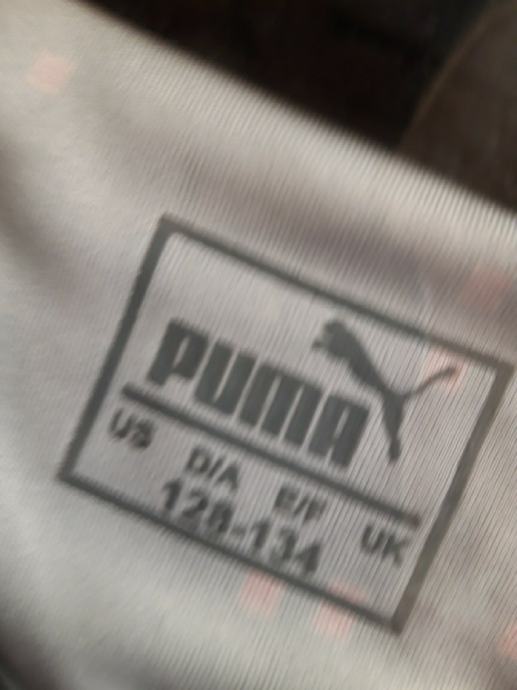 PUMA
US D/A E/F UK
128-134